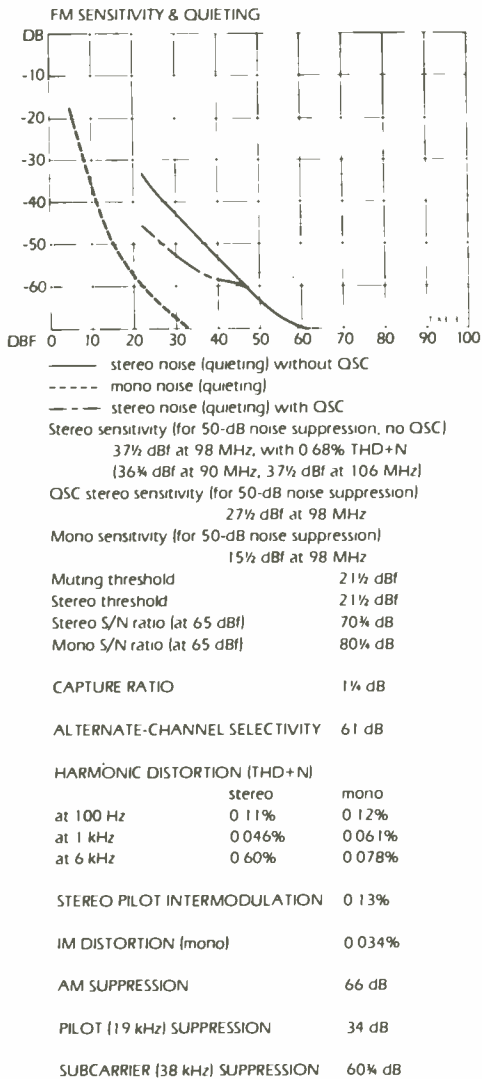 FM SENSITIVITY & QUIETING
DB
-10
-20
-30
-40
-50
-60
DBF 0 10 20 30 40 50 60 70 80 90 100
stereo noise (quieting) without QSC
mono noise (quieting)
stereo noise (quieting) with QSC
Stereo sensitivity (for 50-dB noise suppression, no QSC)
37½ dBf at 98 MHz, with 0 68% THD+N
(36¾ dBf at 90 MHz, 37½ dBf at 106 MHz)
QSC stereo sensitivity (for 50-dB noise suppression)
27½ dBf at 98 MHz
Mono sensitivity (for 50-dB noise suppression)
15½ dBf at 98 MHz
Muting threshold 21½ dBf
Stereo threshold 21½ dBf
Stereo S/N ratio (at 65 dBf) 70¾ dB
Mono S/N ratio (at 65 dBf) 80¼ dB
CAPTURE RATIO 1¼ dB
ALTERNATE-CHANNEL SELECTIVITY 61 dB
HARMONIC DISTORTION (THD+N)
stereo mono
at 100 Hz 0 11% 0 12%
at 1 kHz 0 046% 0 061%
at 6 kHz 0 60% 0 078%
STEREO PILOT INTERMODULATION 0 13%
IM DISTORTION (mono) 0 034%
AM SUPPRESSION 66 dB
PILOT (19 kHz) SUPPRESSION 34 dB
SUBCARRIER (38 kHz) SUPPRESSION 60¾ dB